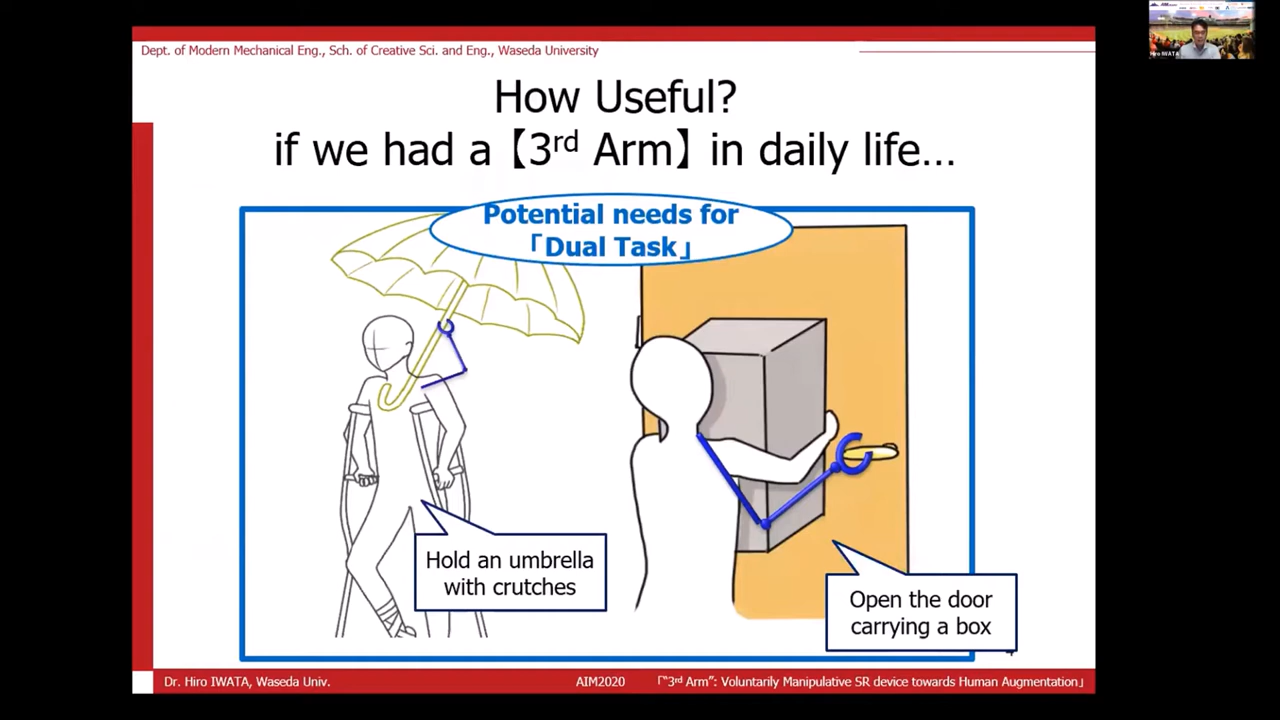 Dept. of Modern Mechanical Eng., Sch. of Creative Sci. and Eng., Waseda University
How Useful?
if we had a【3rd Arm】in daily life…
Potential needs for
「Dual Task」
Hold an umbrella
with crutches
Open the door
carrying a box
Dr. Hiro IWATA, Waseda Univ.
AIM2020
「“3rd Arm”: Voluntarily Manipulative SR device towards Human Augmentation」
Hiro IWATA